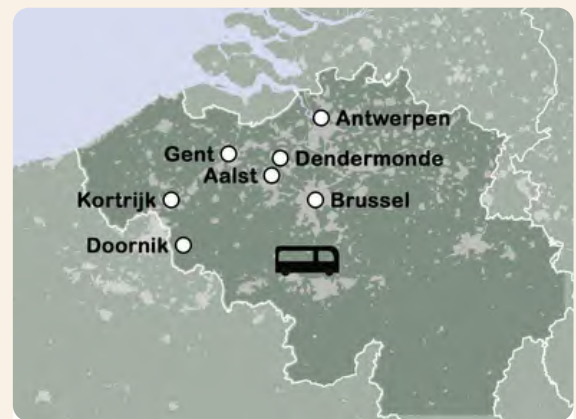 Antwerpen
Gent
Dendermonde
Aalst
Kortrijk
Brussel
Doornik